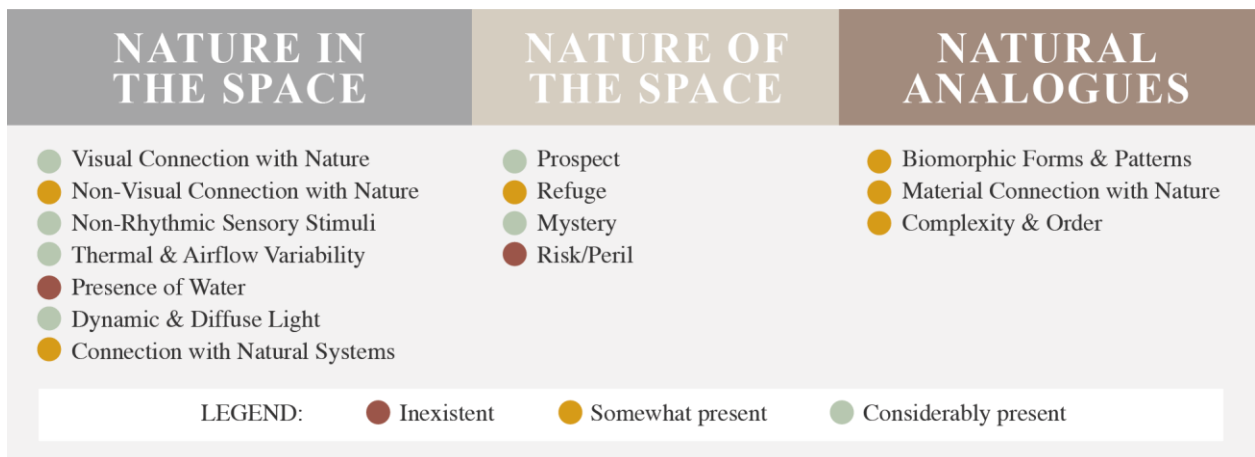 NATURE IN
THE SPACE
Visual Connection with Nature
Non-Visual Connection with Nature
Non-Rhythmic Sensory Stimuli
Thermal & Airflow Variability
Presence of Water
Dynamic & Diffuse Light
Connection with Natural Systems
NATURE OF
THE SPACE
Prospect
Refuge
Mystery
Risk/Peril
NATURAL
ANALOGUES
Biomorphic Forms & Patterns
Material Connection with Nature
Complexity & Order
LEGEND:
Inexistent
Somewhat present
Considerably present